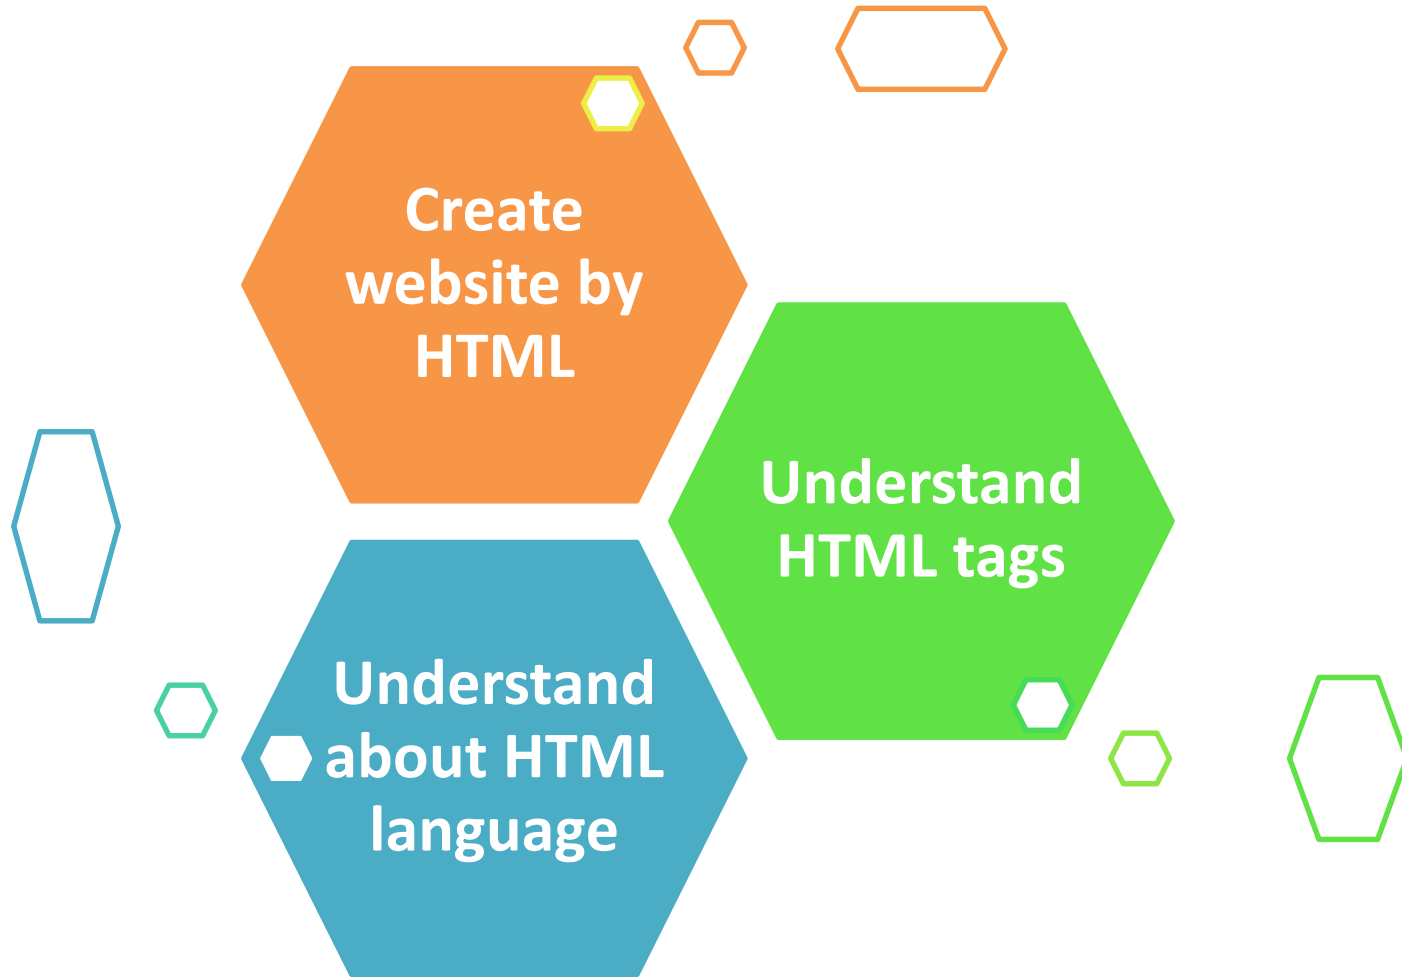 Create
website by
HTML
Understand
HTML tags
Understand
about HTML
language